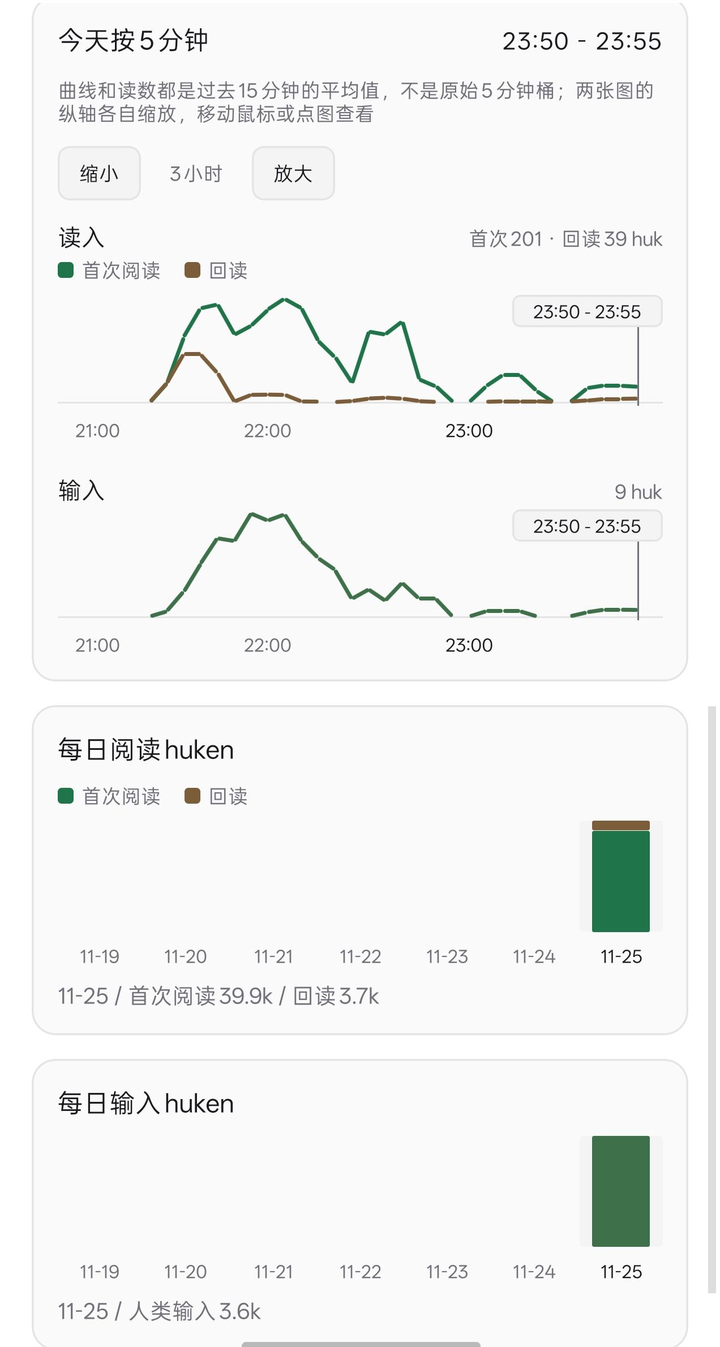 今天按5分钟 23:50 - 23:55
曲线和读数都是过去15分钟的平均值，不是原始5分钟桶；两张图的
纵轴各自缩放，移动鼠标或点图查看
缩小 3小时 放大
读入 首次201 · 回读39 huk
首次阅读 回读
23:50 - 23:55
21:00 22:00 23:00
输入 9 huk
23:50 - 23:55
21:00 22:00 23:00
每日阅读huken
首次阅读 回读
11-19 11-20 11-21 11-22 11-23 11-24 11-25
11-25 / 首次阅读39.9k / 回读3.7k
每日输入huken
11-19 11-20 11-21 11-22 11-23 11-24 11-25
11-25 / 人类输入3.6k